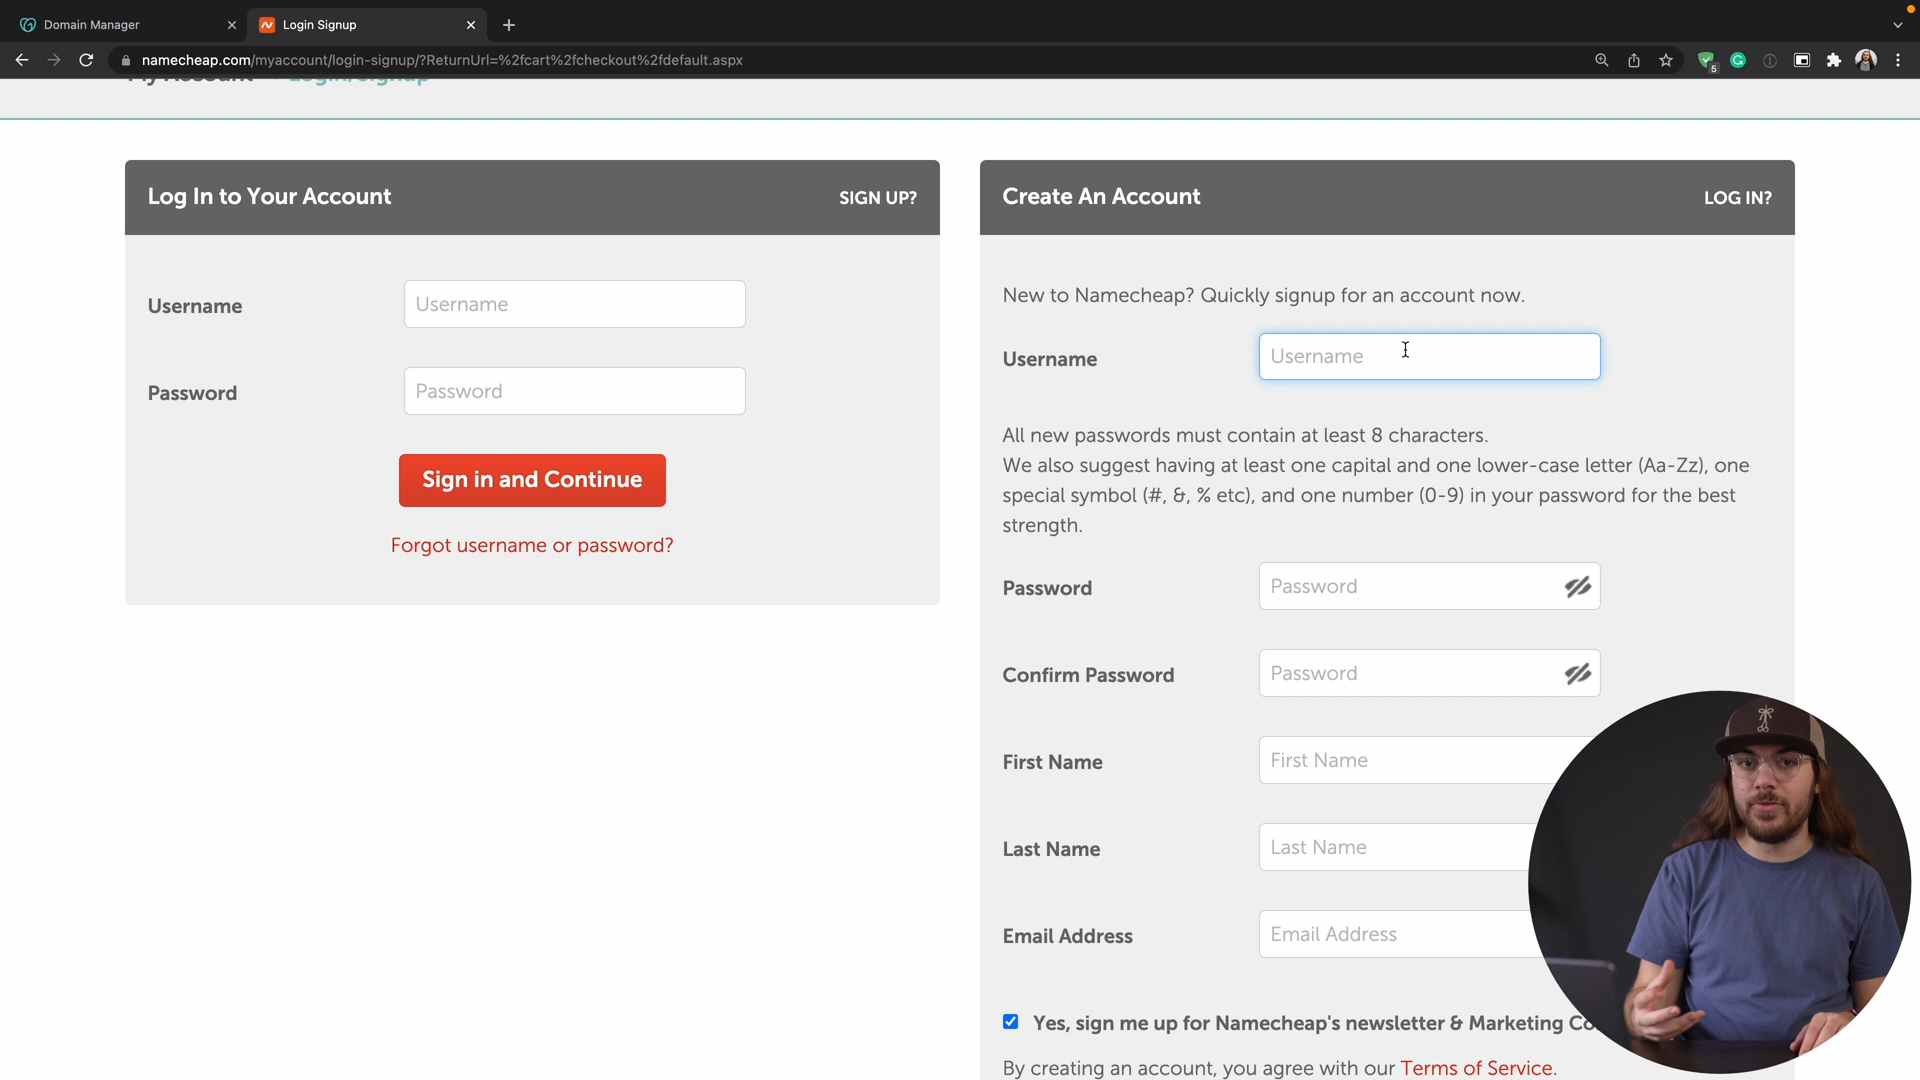 Domain Manager
Login Signup
namecheap.com/myaccount/login-signup/?ReturnUrl=%2fcart%2fcheckout%2fdefault.aspx
5
My Account
Login/Signup
Log In to Your Account
SIGN UP?
Username
Username
Password
Password
Sign in and Continue
Forgot username or password?
Create An Account
LOG IN?
New to Namecheap? Quickly signup for an account now.
Username
Username
All new passwords must contain at least 8 characters.
We also suggest having at least one capital and one lower-case letter (Aa-Zz), one
special symbol (#, &, % etc), and one number (0-9) in your password for the best
strength.
Password
Password
Confirm Password
Password
First Name
First Name
Last Name
Last Name
Email Address
Email Address
Yes, sign me up for Namecheap's newsletter & Marketing Co
By creating an account, you agree with our Terms of Service.